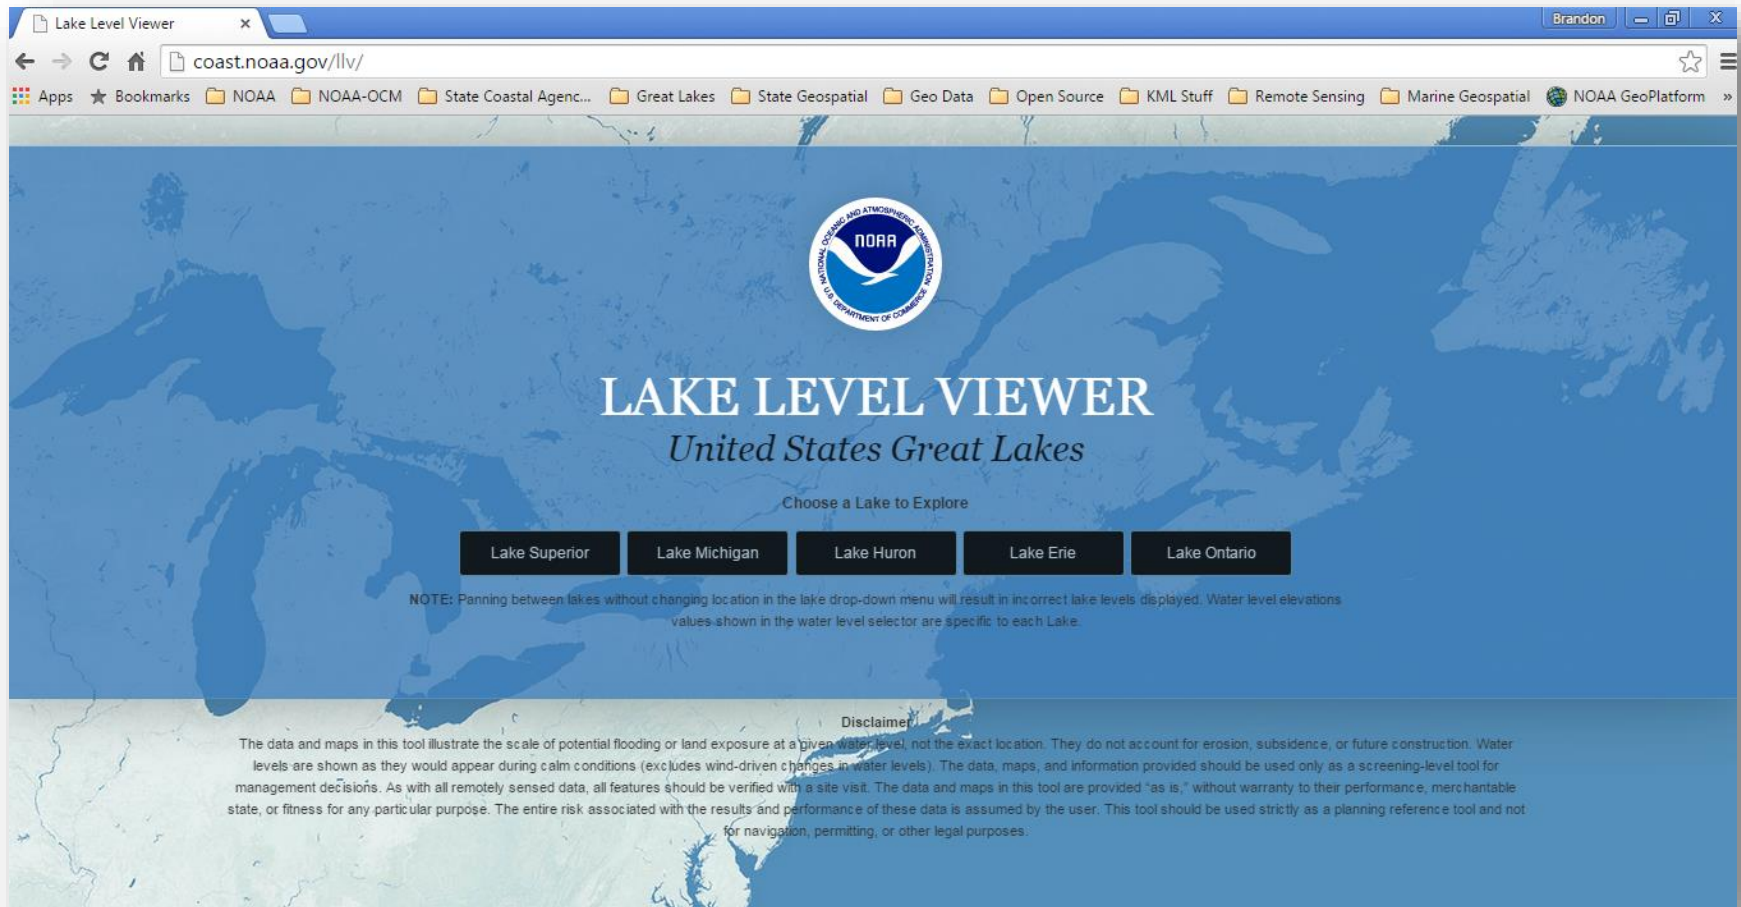 Lake Level Viewer
Brandon
coast.noaa.gov/llv/
Apps Bookmarks NOAA NOAA-OCM State Coastal Agenc... Great Lakes State Geospatial Geo Data Open Source KML Stuff Remote Sensing Marine Geospatial NOAA GeoPlatform »
NATIONAL OCEANIC AND ATMOSPHERIC ADMINISTRATION
NOAA
U.S. DEPARTMENT OF COMMERCE
LAKE LEVEL VIEWER
United States Great Lakes
Choose a Lake to Explore
Lake Superior Lake Michigan Lake Huron Lake Erie Lake Ontario
NOTE: Panning between lakes without changing location in the lake drop-down menu will result in incorrect lake levels displayed. Water level elevations
values shown in the water level selector are specific to each Lake.
Disclaimer
The data and maps in this tool illustrate the scale of potential flooding or land exposure at a given water level, not the exact location. They do not account for erosion, subsidence, or future construction. Water
levels are shown as they would appear during calm conditions (excludes wind-driven changes in water levels). The data, maps, and information provided should be used only as a screening-level tool for
management decisions. As with all remotely sensed data, all features should be verified with a site visit. The data and maps in this tool are provided “as is,” without warranty to their performance, merchantable
state, or fitness for any particular purpose. The entire risk associated with the results and performance of these data is assumed by the user. This tool should be used strictly as a planning reference tool and not
for navigation, permitting, or other legal purposes.